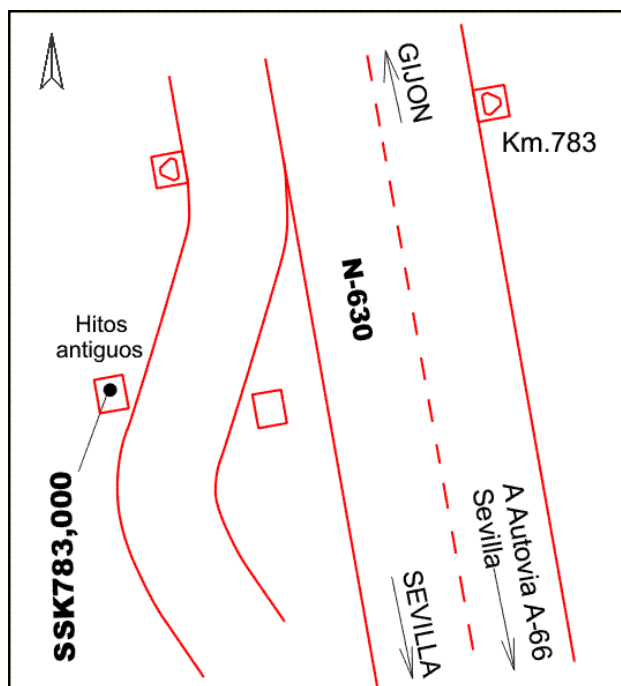 GIJON
Km.783
N-630
Hitos
antiguos
SSK783,000
SEVILLA
A Autovia A-66
Sevilla